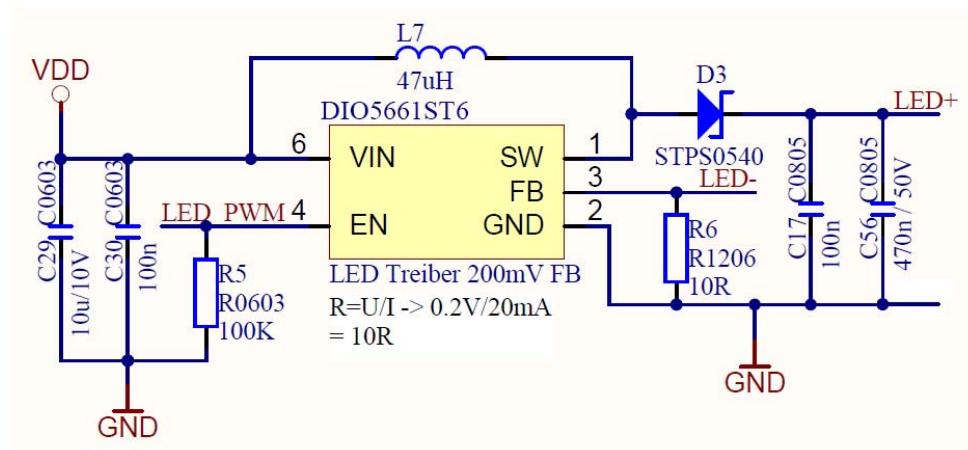 L7
47uH
VDD
DIO5661ST6
D3
STPS0540
LED+
6 VIN SW 1
FB 3
LED-
LED_PWM 4 EN GND 2
C29 C0603
10u/10V
C30 C0603
100n
R5
R0603
100K
LED Treiber 200mV FB
R=U/I -> 0.2V/20mA
= 10R
R6
R1206
10R
C17 C0805
100n
C56 C0805
470n / 50V
GND
GND